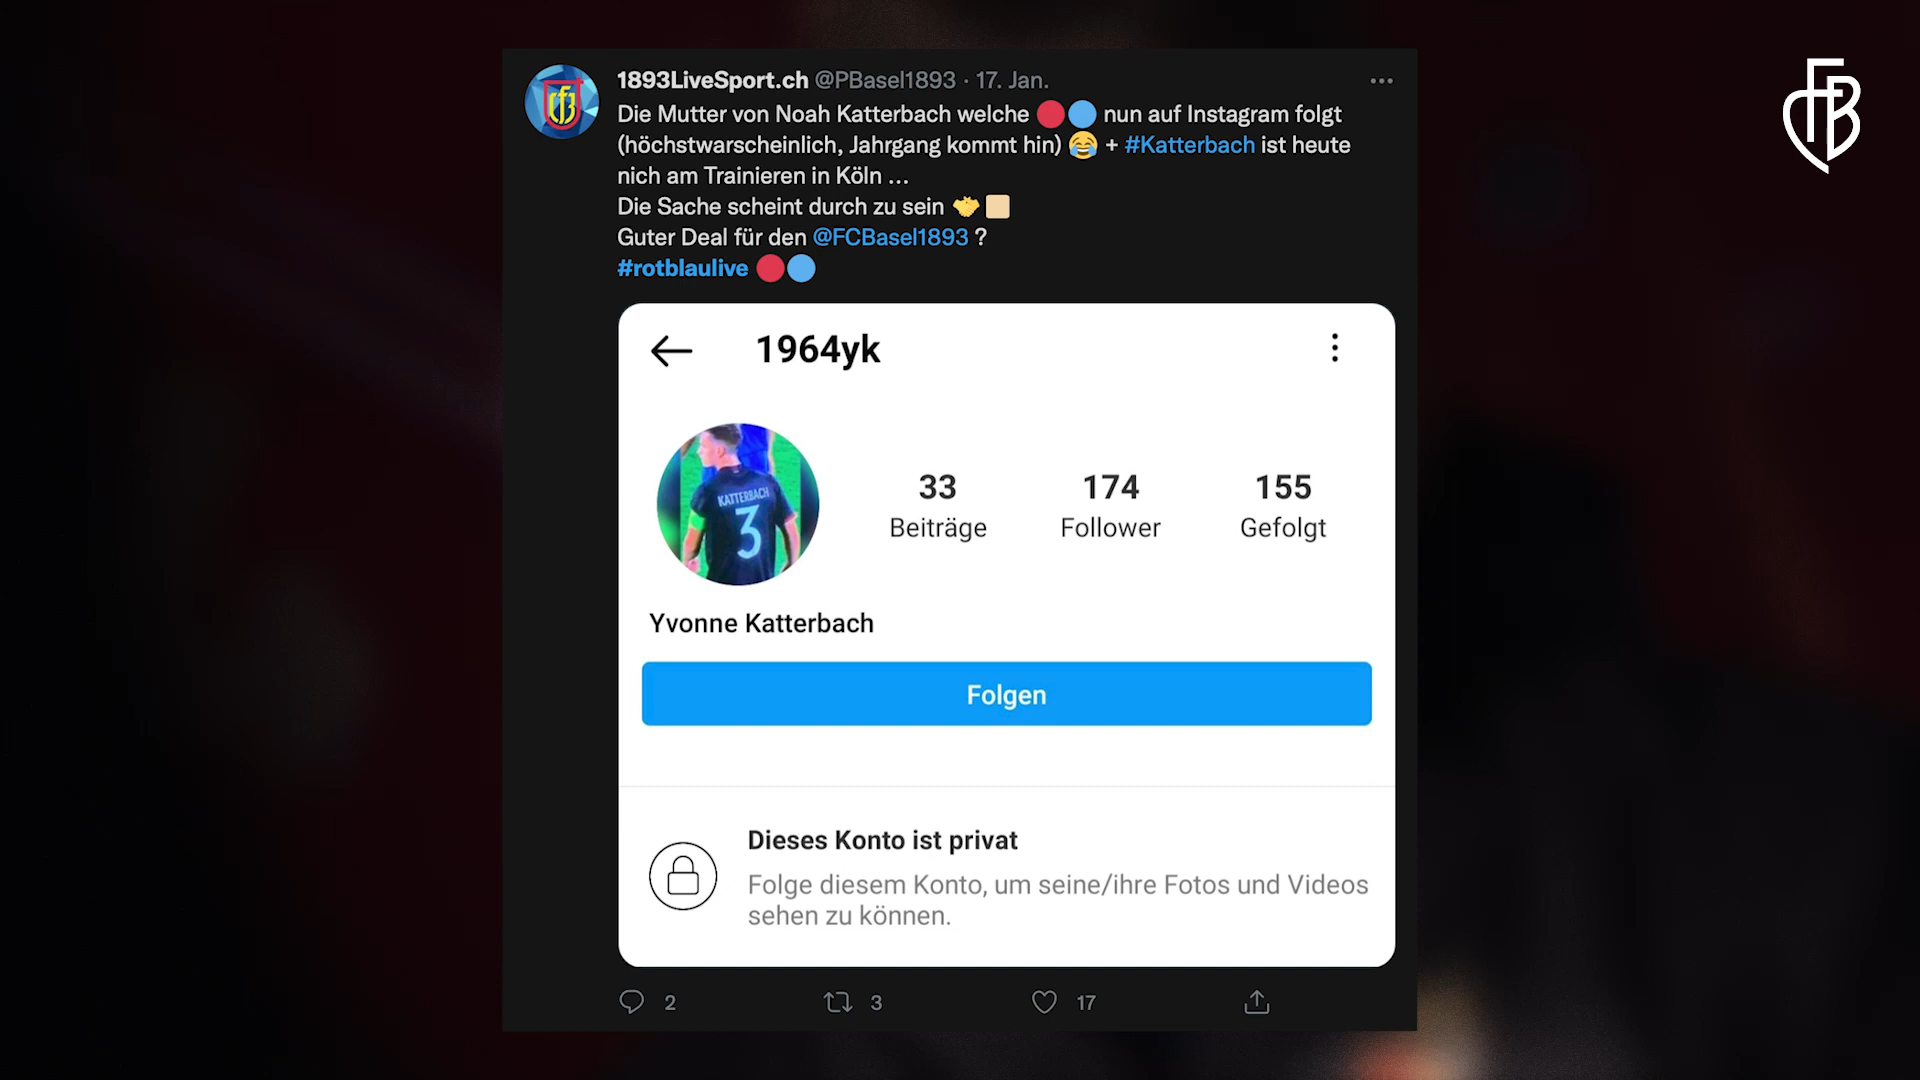 1893LiveSport.ch @PBasel1893 · 17. Jan.
Die Mutter von Noah Katterbach welche 🔴🔵 nun auf Instagram folgt
(höchstwarscheinlich, Jahrgang kommt hin) 😂 + #Katterbach ist heute
nich am Trainieren in Köln ...
Die Sache scheint durch zu sein 🤝🏼
Guter Deal für den @FCBasel1893 ?
#rotblaulive 🔴🔵
1964yk
KATTERBACH
3
33
174
155
Beiträge
Follower
Gefolgt
Yvonne Katterbach
Folgen
Dieses Konto ist privat
Folge diesem Konto, um seine/ihre Fotos und Videos
sehen zu können.
2
3
17
FCB